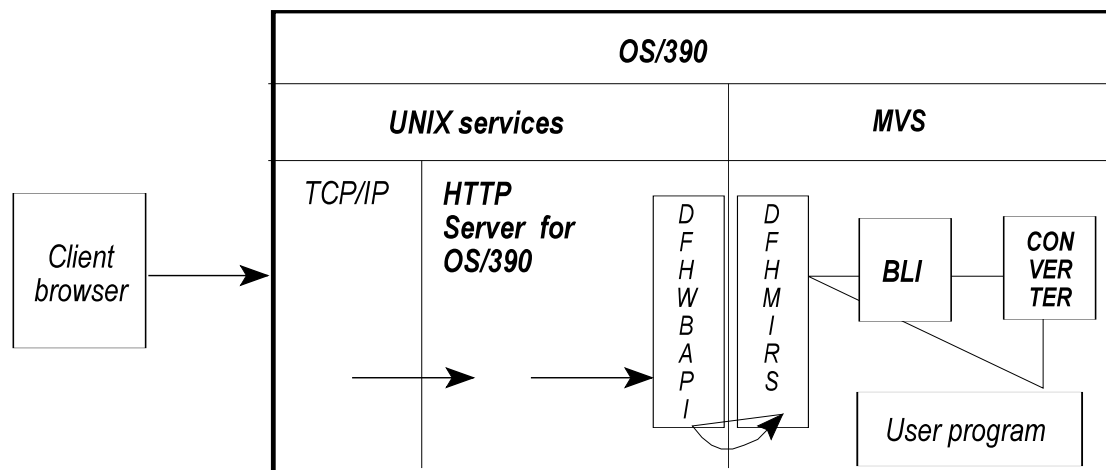 OS/390
UNIX services
MVS
TCP/IP
HTTP
Server for
OS/390
Client
browser
D
F
H
W
B
A
P
I
D
F
H
M
I
R
S
BLI
CON
VER
TER
User program